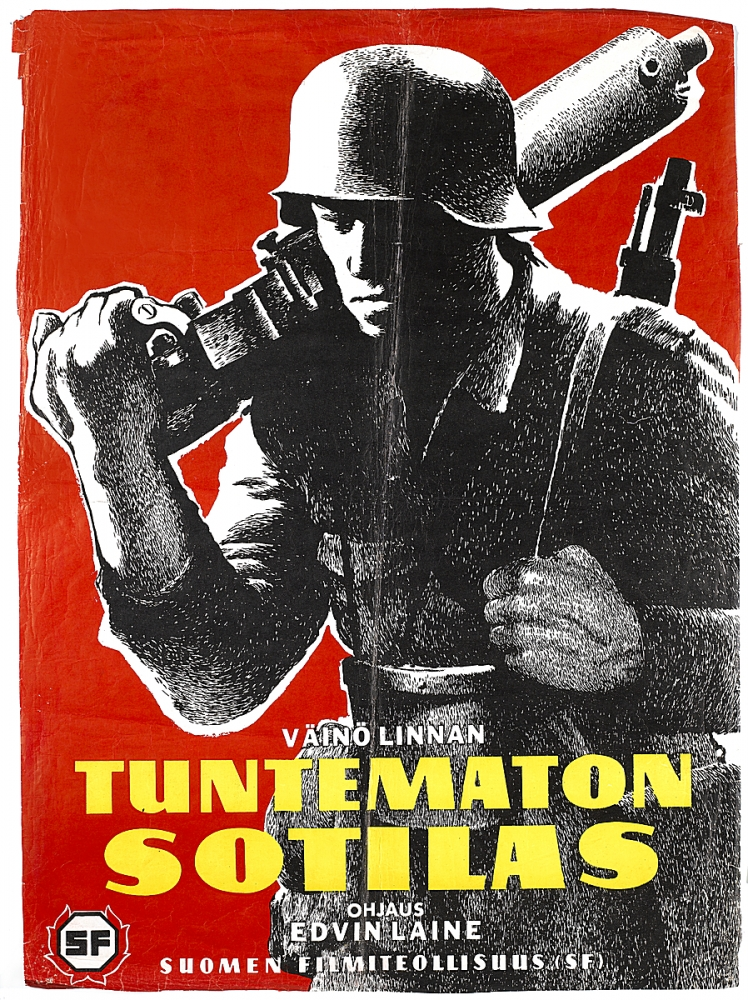 VÄINÖ LINNAN
TUNTEMATON
SOTILAS
OHJAUS
EDVIN LAINE
SF
SUOMEN FILMITEOLLISUUS (SF)